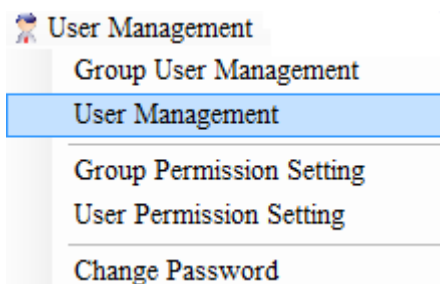 User Management
Group User Management
User Management
Group Permission Setting
User Permission Setting
Change Password